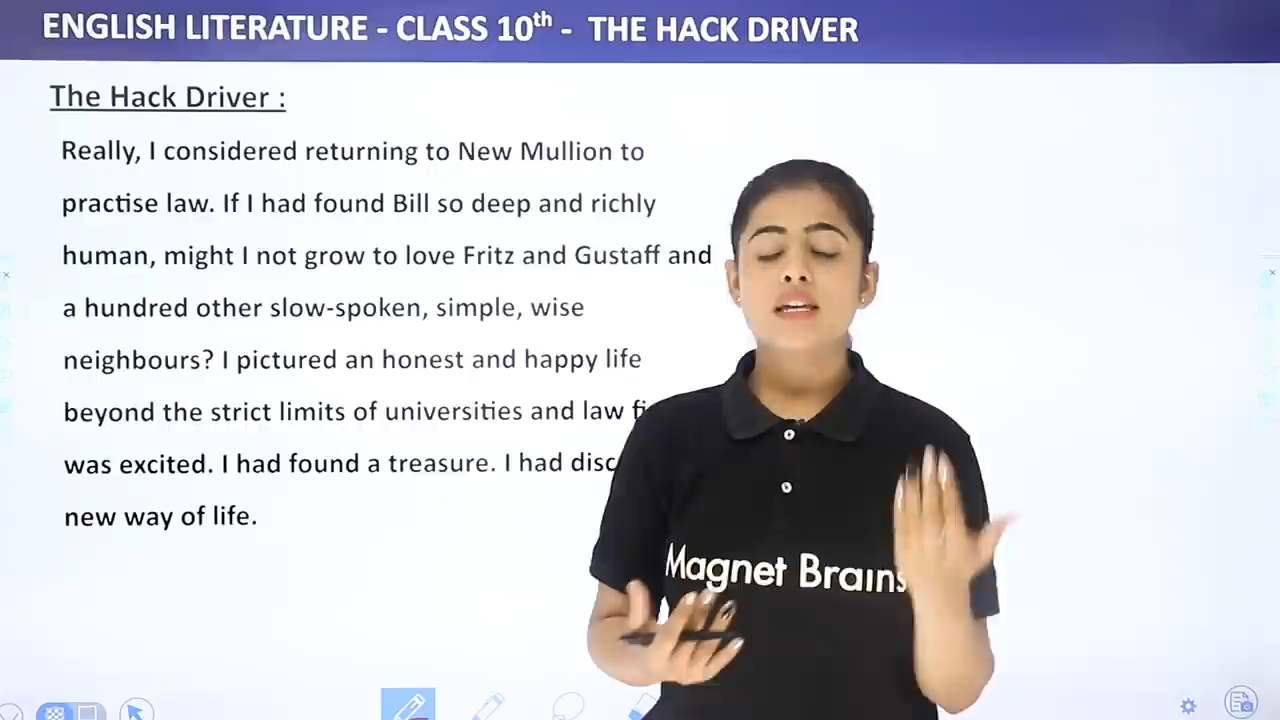 ENGLISH LITERATURE - CLASS 10th - THE HACK DRIVER
The Hack Driver :
Really, I considered returning to New Mullion to
practise law. If I had found Bill so deep and richly
human, might I not grow to love Fritz and Gustaff and
a hundred other slow-spoken, simple, wise
neighbours? I pictured an honest and happy life
beyond the strict limits of universities and law
was excited. I had found a treasure. I had
new way of life.
Magnet Brains